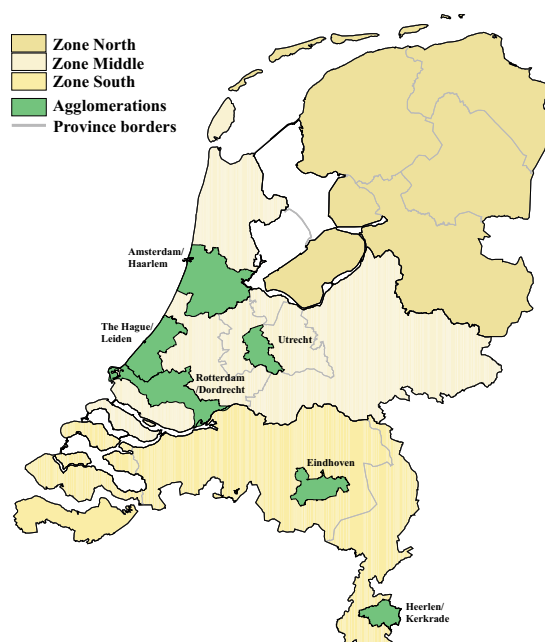 Zone North
Zone Middle
Zone South
Agglomerations
Province borders
Amsterdam/
Haarlem
The Hague/
Leiden
Utrecht
Rotterdam
/Dordrecht
Eindhoven
Heerlen/
Kerkrade